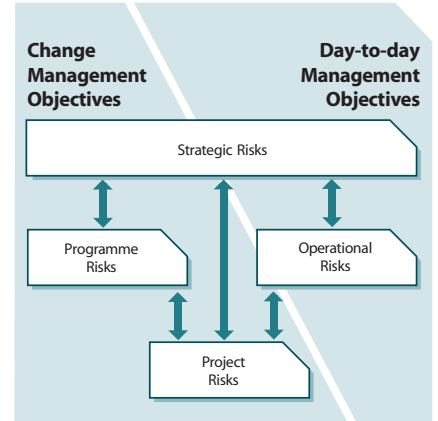 Change
Management
Objectives
Day-to-day
Management
Objectives
Strategic Risks
Programme
Risks
Operational
Risks
Project
Risks